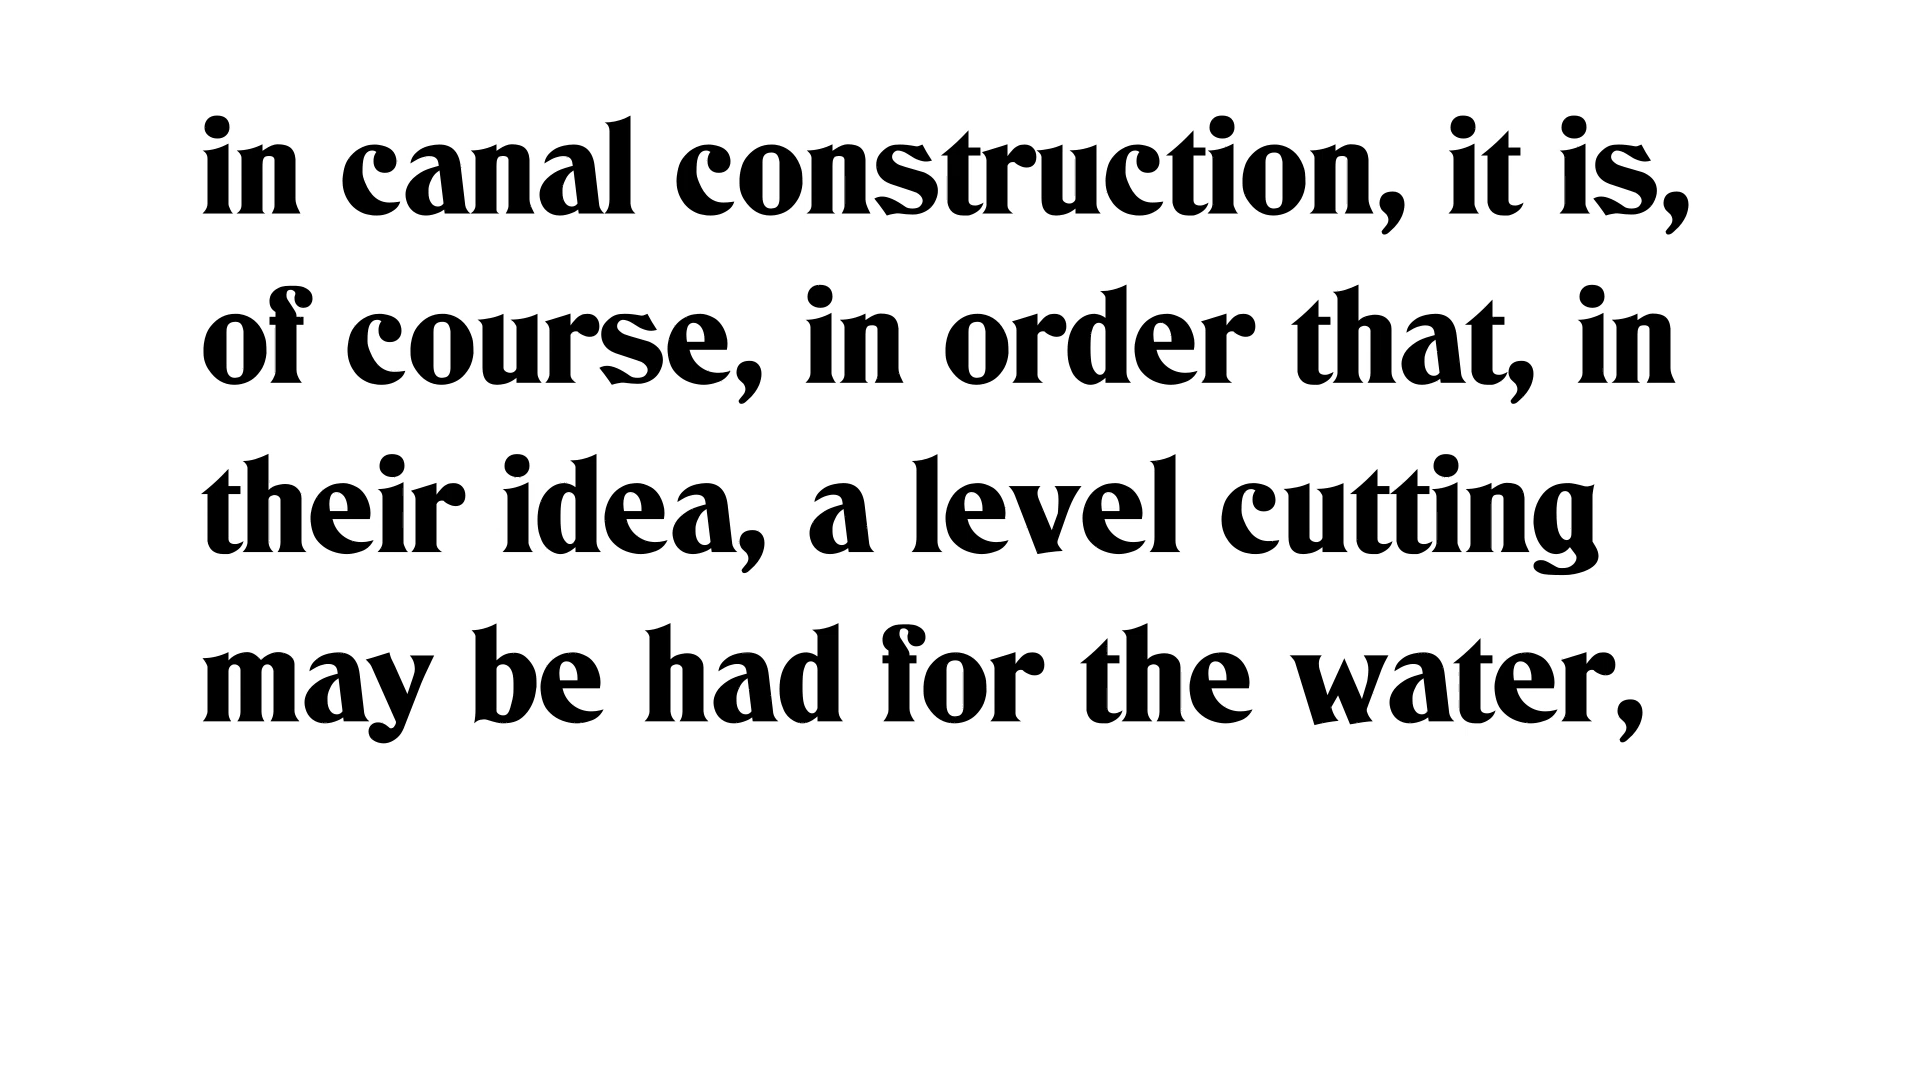 in canal construction, it is,
of course, in order that, in
their idea, a level cutting
may be had for the water,